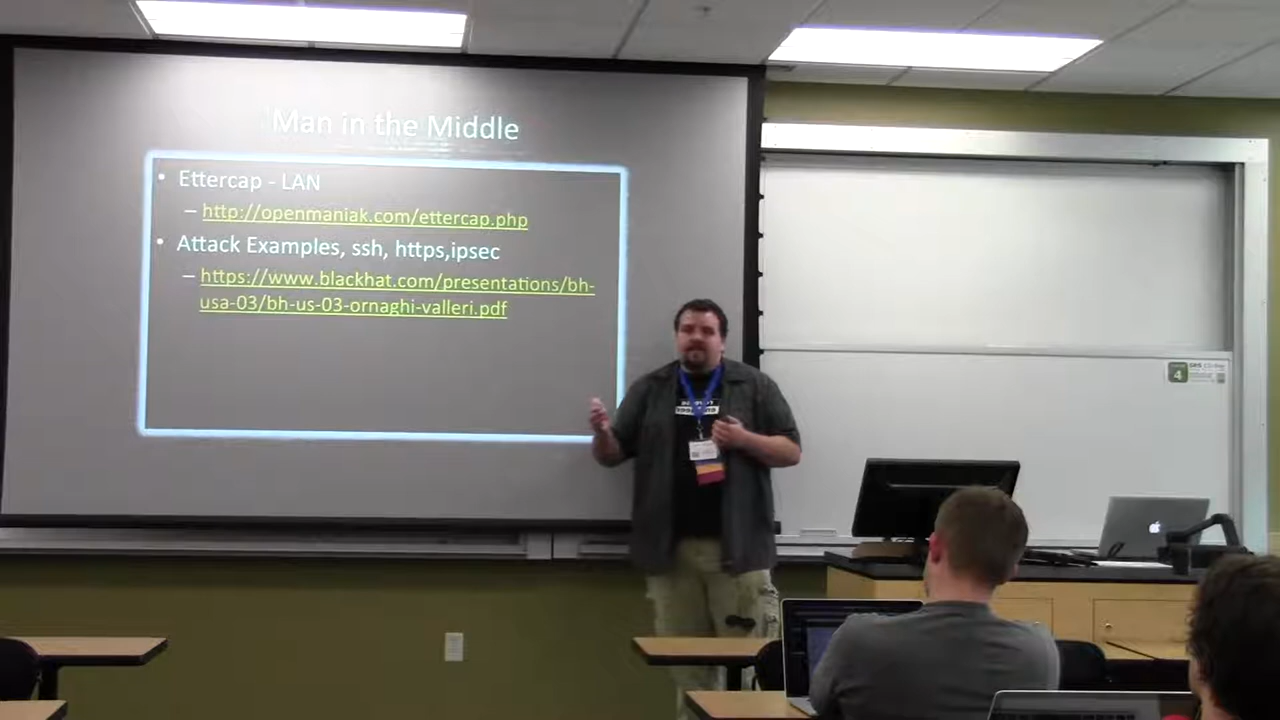 Man in the Middle
• Ettercap - LAN
– http://openmaniak.com/ettercap.php
• Attack Examples, ssh, https,ipsec
– https://www.blackhat.com/presentations/bh-
usa-03/bh-us-03-ornaghi-valleri.pdf
4